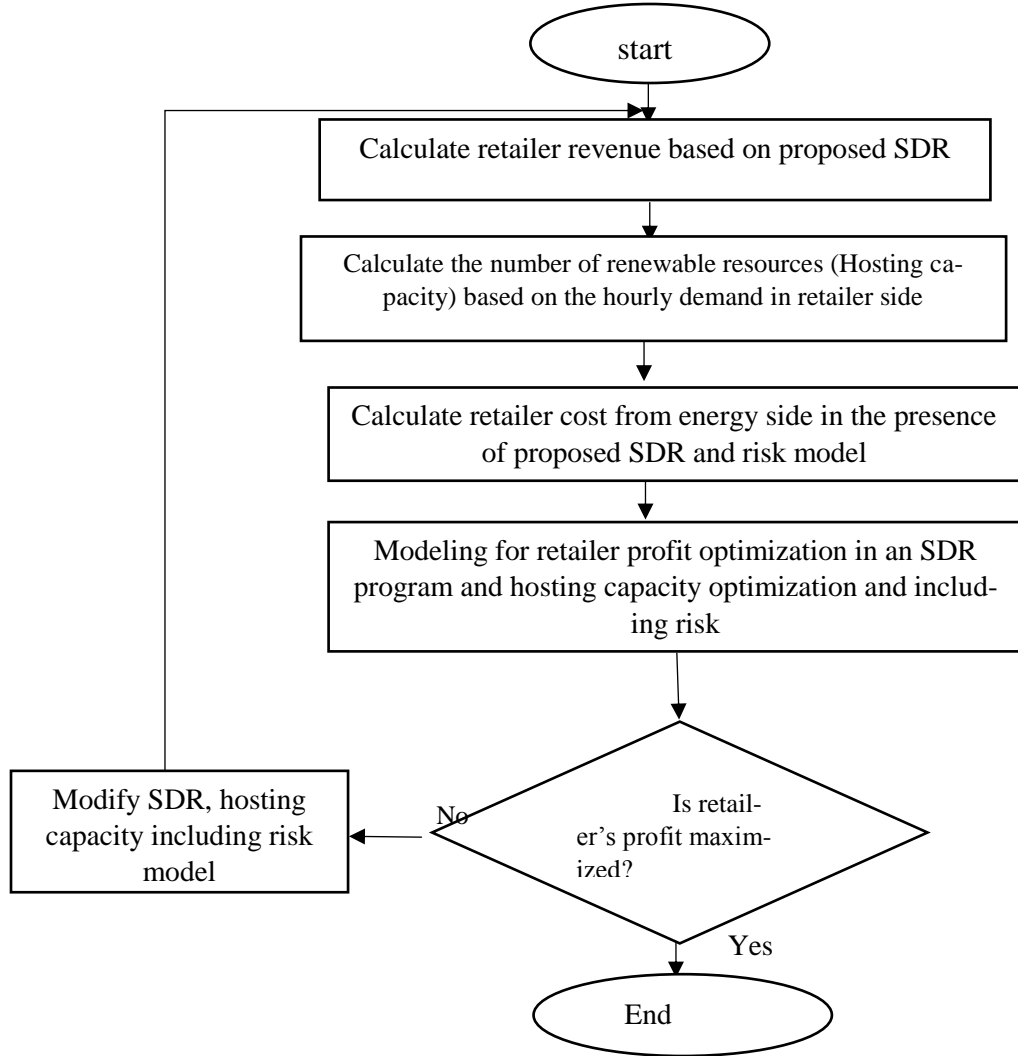 start
Calculate retailer revenue based on proposed SDR
Calculate the number of renewable resources (Hosting ca-
pacity) based on the hourly demand in retailer side
Calculate retailer cost from energy side in the presence
of proposed SDR and risk model
Modeling for retailer profit optimization in an SDR
program and hosting capacity optimization and includ-
ing risk
Is retail-
er’s profit maxim-
ized?
No
Modify SDR, hosting
capacity including risk
model
Yes
End